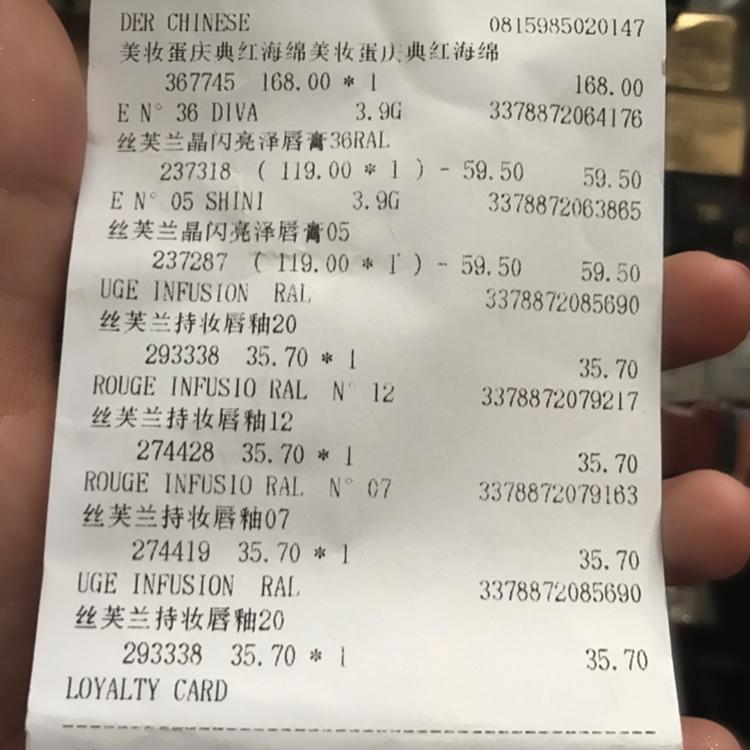 DER CHINESE 0815985020147
美妆蛋庆典红海绵美妆蛋庆典红海绵
367745 168.00 * 1 168.00
E N° 36 DIVA 3.9G 3378872064176
丝芙兰晶闪亮泽唇膏36RAL
237318 ( 119.00 * 1 ) - 59.50 59.50
E N° 05 SHINI 3.9G 3378872063865
丝芙兰晶闪亮泽唇膏05
237287 ( 119.00 * 1 ) - 59.50 59.50
UGE INFUSION RAL 3378872085690
丝芙兰持妆唇釉20
293338 35.70 * 1 35.70
ROUGE INFUSIO RAL N° 12 3378872079217
丝芙兰持妆唇釉12
274428 35.70 * 1 35.70
ROUGE INFUSIO RAL N° 07 3378872079163
丝芙兰持妆唇釉07
274419 35.70 * 1 35.70
UGE INFUSION RAL 3378872085690
丝芙兰持妆唇釉20
293338 35.70 * 1 35.70
LOYALTY CARD